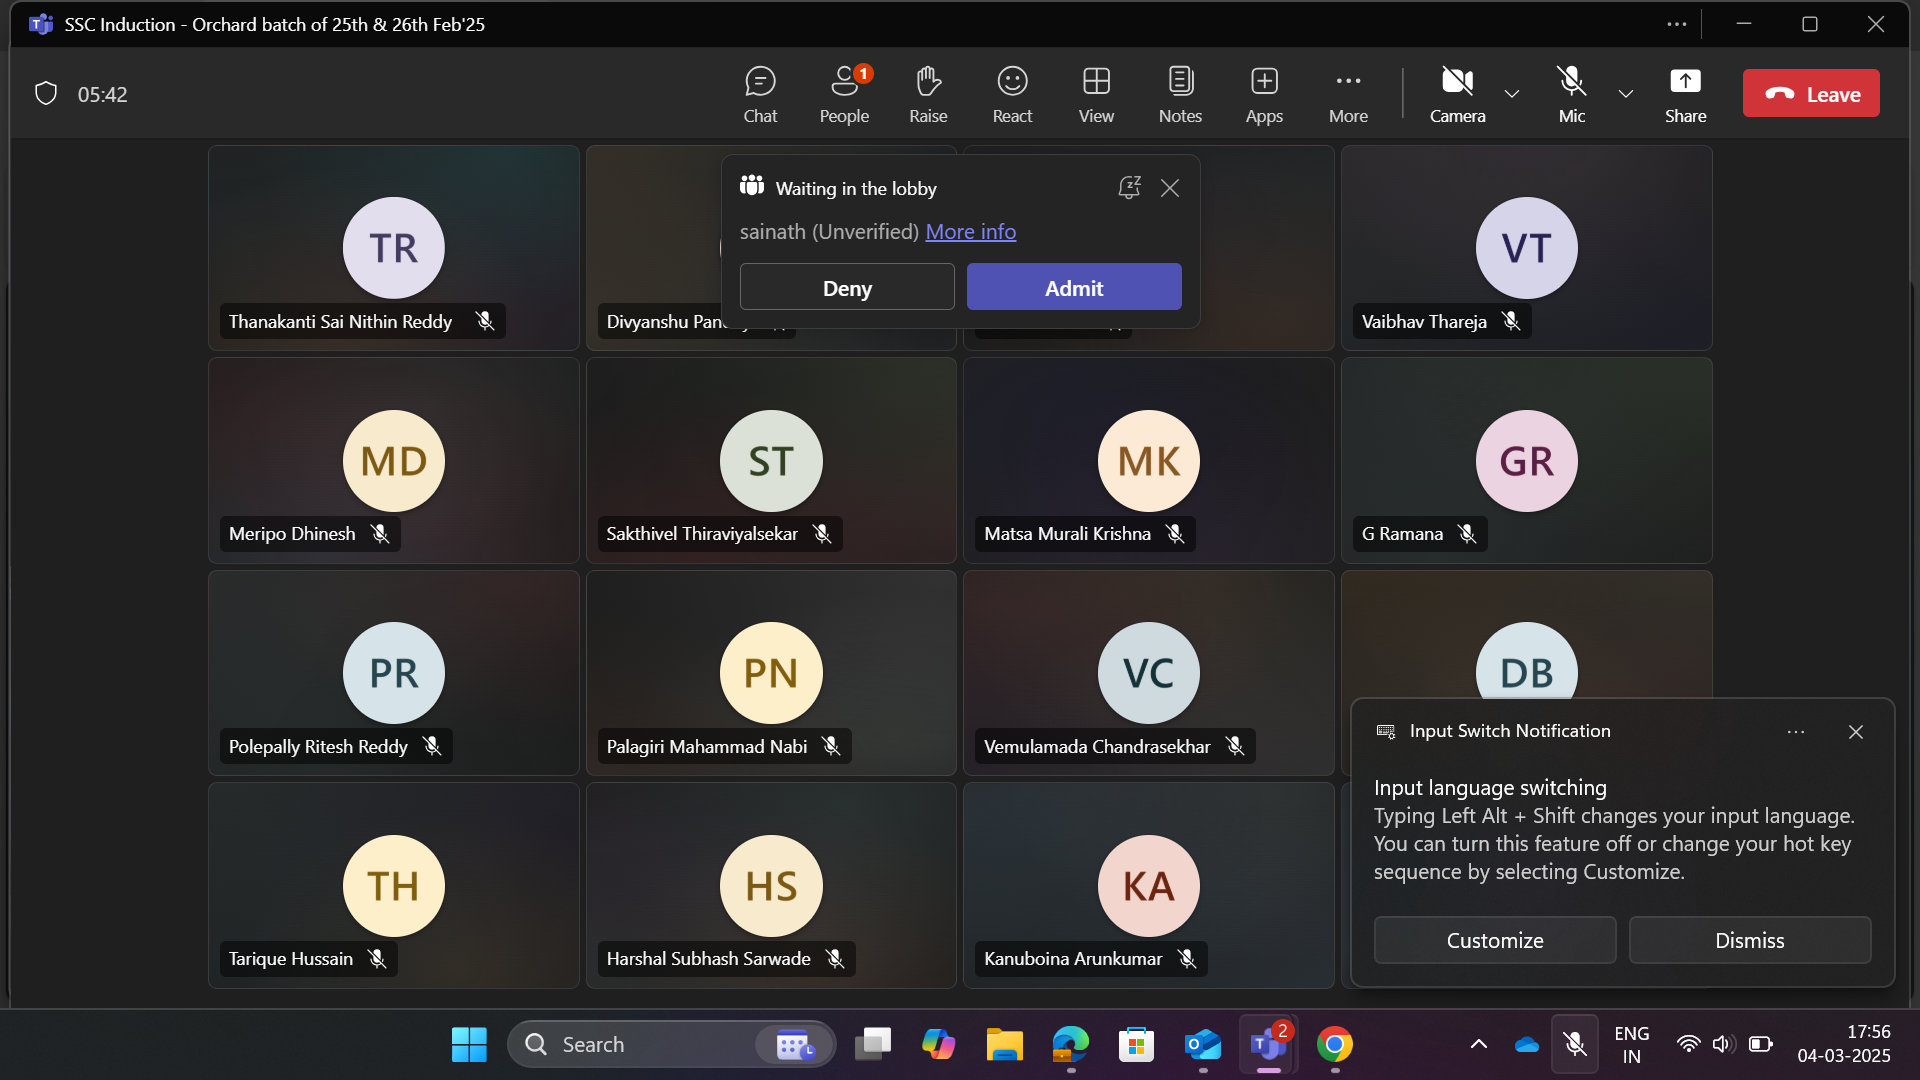 SSC Induction - Orchard batch of 25th & 26th Feb'25
05:42
Chat
People
1
Raise
React
View
Notes
Apps
More
Camera
Mic
Share
Leave
Waiting in the lobby
sainath (Unverified) More info
Deny
Admit
TR
Thanakanti Sai Nithin Reddy
Divyanshu
VT
Vaibhav Thareja
MD
Meripo Dhinesh
ST
Sakthivel Thiraviyalsekar
MK
Matsa Murali Krishna
GR
G Ramana
PR
Polepally Ritesh Reddy
PN
Palagiri Mahammad Nabi
VC
Vemulamada Chandrasekhar
DB
TH
Tarique Hussain
HS
Harshal Subhash Sarwade
KA
Kanuboina Arunkumar
Input Switch Notification
Input language switching
Typing Left Alt + Shift changes your input language.
You can turn this feature off or change your hot key
sequence by selecting Customize.
Customize
Dismiss
Search
2
ENG
IN
17:56
04-03-2025